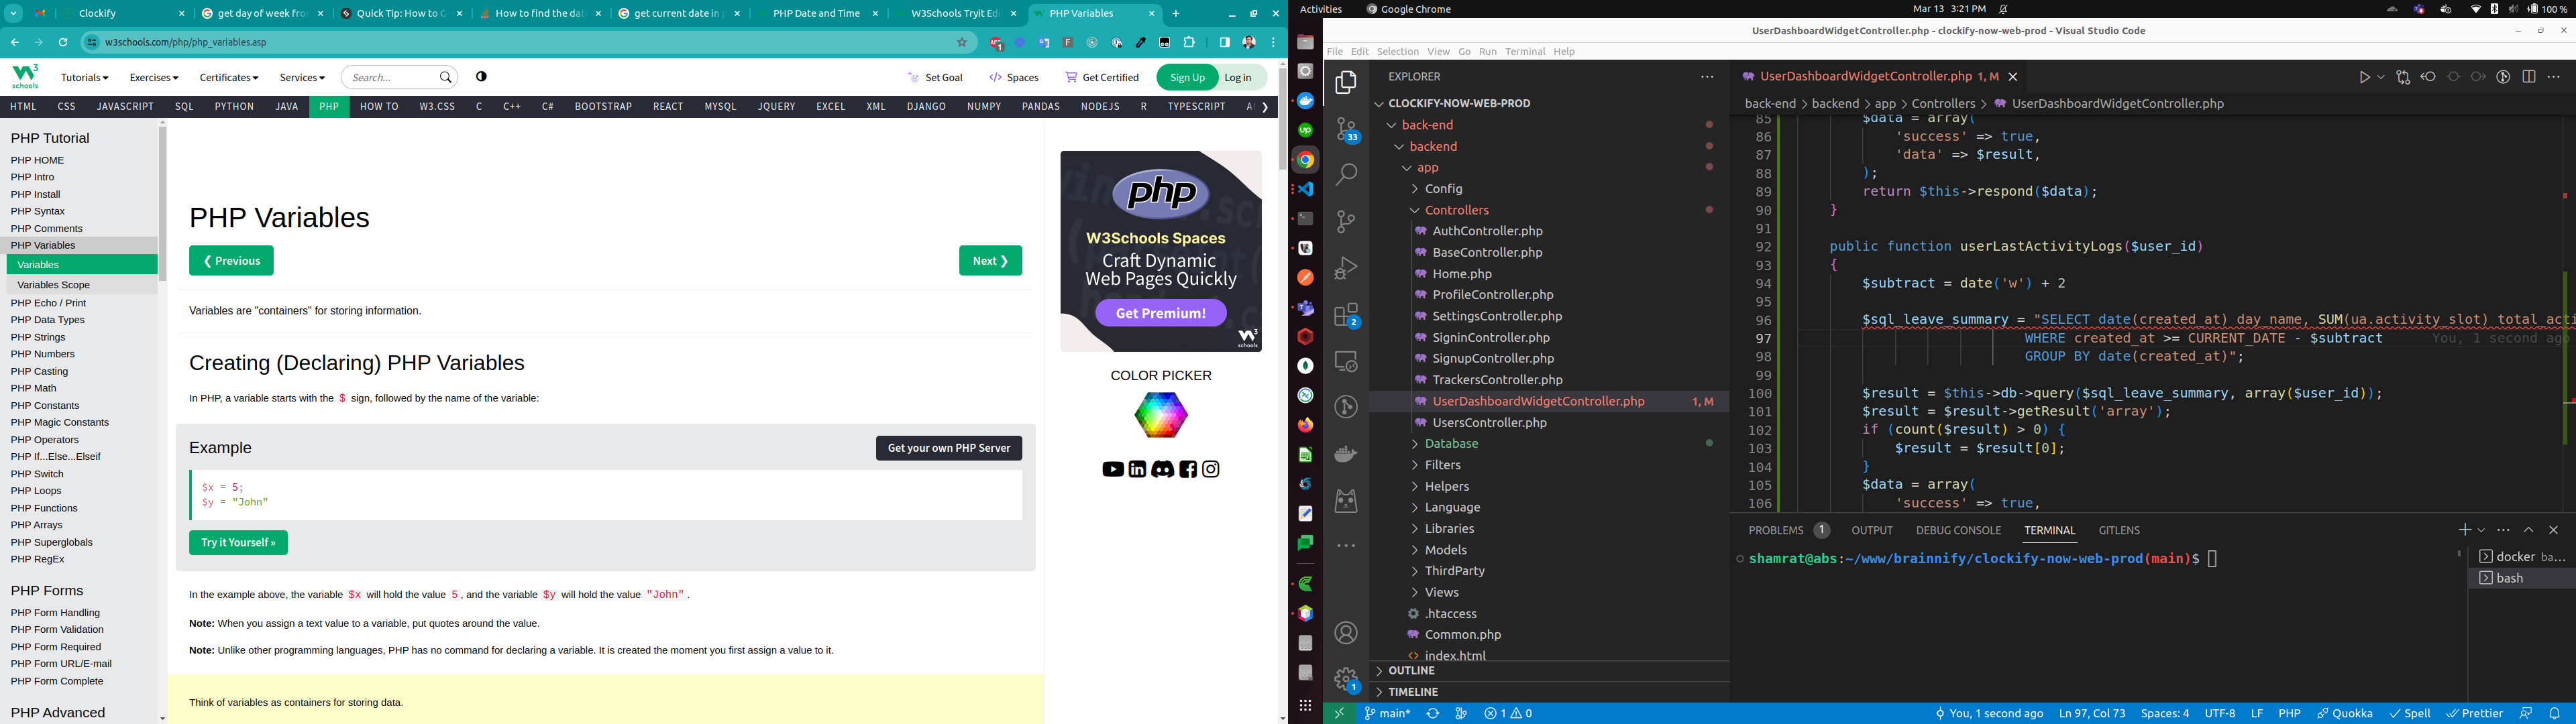 Clockify
get day of week fro
Quick Tip: How to G
How to find the dat
get current date in p
PHP Date and Time
W3Schools Tryit Edi
PHP Variables
w3schools.com/php/php_variables.asp
Tutorials
Exercises
Certificates
Services
Search...
Set Goal
Spaces
Get Certified
Sign Up
Log in
HTML CSS JAVASCRIPT SQL PYTHON JAVA PHP HOW TO W3.CSS C C++ C# BOOTSTRAP REACT MYSQL JQUERY EXCEL XML DJANGO NUMPY PANDAS NODEJS R TYPESCRIPT
PHP Tutorial
PHP HOME
PHP Intro
PHP Install
PHP Syntax
PHP Comments
PHP Variables
Variables
Variables Scope
PHP Echo / Print
PHP Data Types
PHP Strings
PHP Numbers
PHP Casting
PHP Math
PHP Constants
PHP Magic Constants
PHP Operators
PHP If...Else...Elseif
PHP Switch
PHP Loops
PHP Functions
PHP Arrays
PHP Superglobals
PHP RegEx
PHP Forms
PHP Form Handling
PHP Form Validation
PHP Form Required
PHP Form URL/E-mail
PHP Form Complete
PHP Advanced
PHP Variables
❮ Previous
Next ❯
Variables are "containers" for storing information.
Creating (Declaring) PHP Variables
In PHP, a variable starts with the $ sign, followed by the name of the variable:
Example
Get your own PHP Server
$x = 5;
$y = "John"
Try it Yourself »
In the example above, the variable $x will hold the value 5, and the variable $y will hold the value "John".
Note: When you assign a text value to a variable, put quotes around the value.
Note: Unlike other programming languages, PHP has no command for declaring a variable. It is created the moment you first assign a value to it.
Think of variables as containers for storing data.
php
W3Schools Spaces
Craft Dynamic
Web Pages Quickly
Get Premium!
COLOR PICKER
Activities
Google Chrome
Mar 13 3:21 PM
100 %
UserDashboardWidgetController.php - clockify-now-web-prod - Visual Studio Code
File Edit Selection View Go Run Terminal Help
EXPLORER
CLOCKIFY-NOW-WEB-PROD
back-end
backend
app
Config
Controllers
AuthController.php
BaseController.php
Home.php
ProfileController.php
SettingsController.php
SigninController.php
SignupController.php
TrackersController.php
UserDashboardWidgetController.php 1, M
UsersController.php
Database
Filters
Helpers
Language
Libraries
Models
ThirdParty
Views
.htaccess
Common.php
index.html
OUTLINE
TIMELINE
33
2
1
UserDashboardWidgetController.php 1, M
back-end > backend > app > Controllers > UserDashboardWidgetController.php
85 $data = array(
86 'success' => true,
87 'data' => $result,
88 );
89 return $this->respond($data);
90 }
91
92 public function userLastActivityLogs($user_id)
93 {
94 $subtract = date('w') + 2
95
96 $sql_leave_summary = "SELECT date(created_at) day_name, SUM(ua.activity_slot) total_acti
97 WHERE created_at >= CURRENT_DATE - $subtract You, 1 second ago
98 GROUP BY date(created_at)";
99
100 $result = $this->db->query($sql_leave_summary, array($user_id));
101 $result = $result->getResult('array');
102 if (count($result) > 0) {
103 $result = $result[0];
104 }
105 $data = array(
106 'success' => true,
PROBLEMS 1 OUTPUT DEBUG CONSOLE TERMINAL GITLENS
shamrat@abs:~/www/brainnify/clockify-now-web-prod(main)$
docker ba...
bash
main*
1 0
You, 1 second ago
Ln 97, Col 73
Spaces: 4
UTF-8
LF
PHP
Quokka
Spell
Prettier